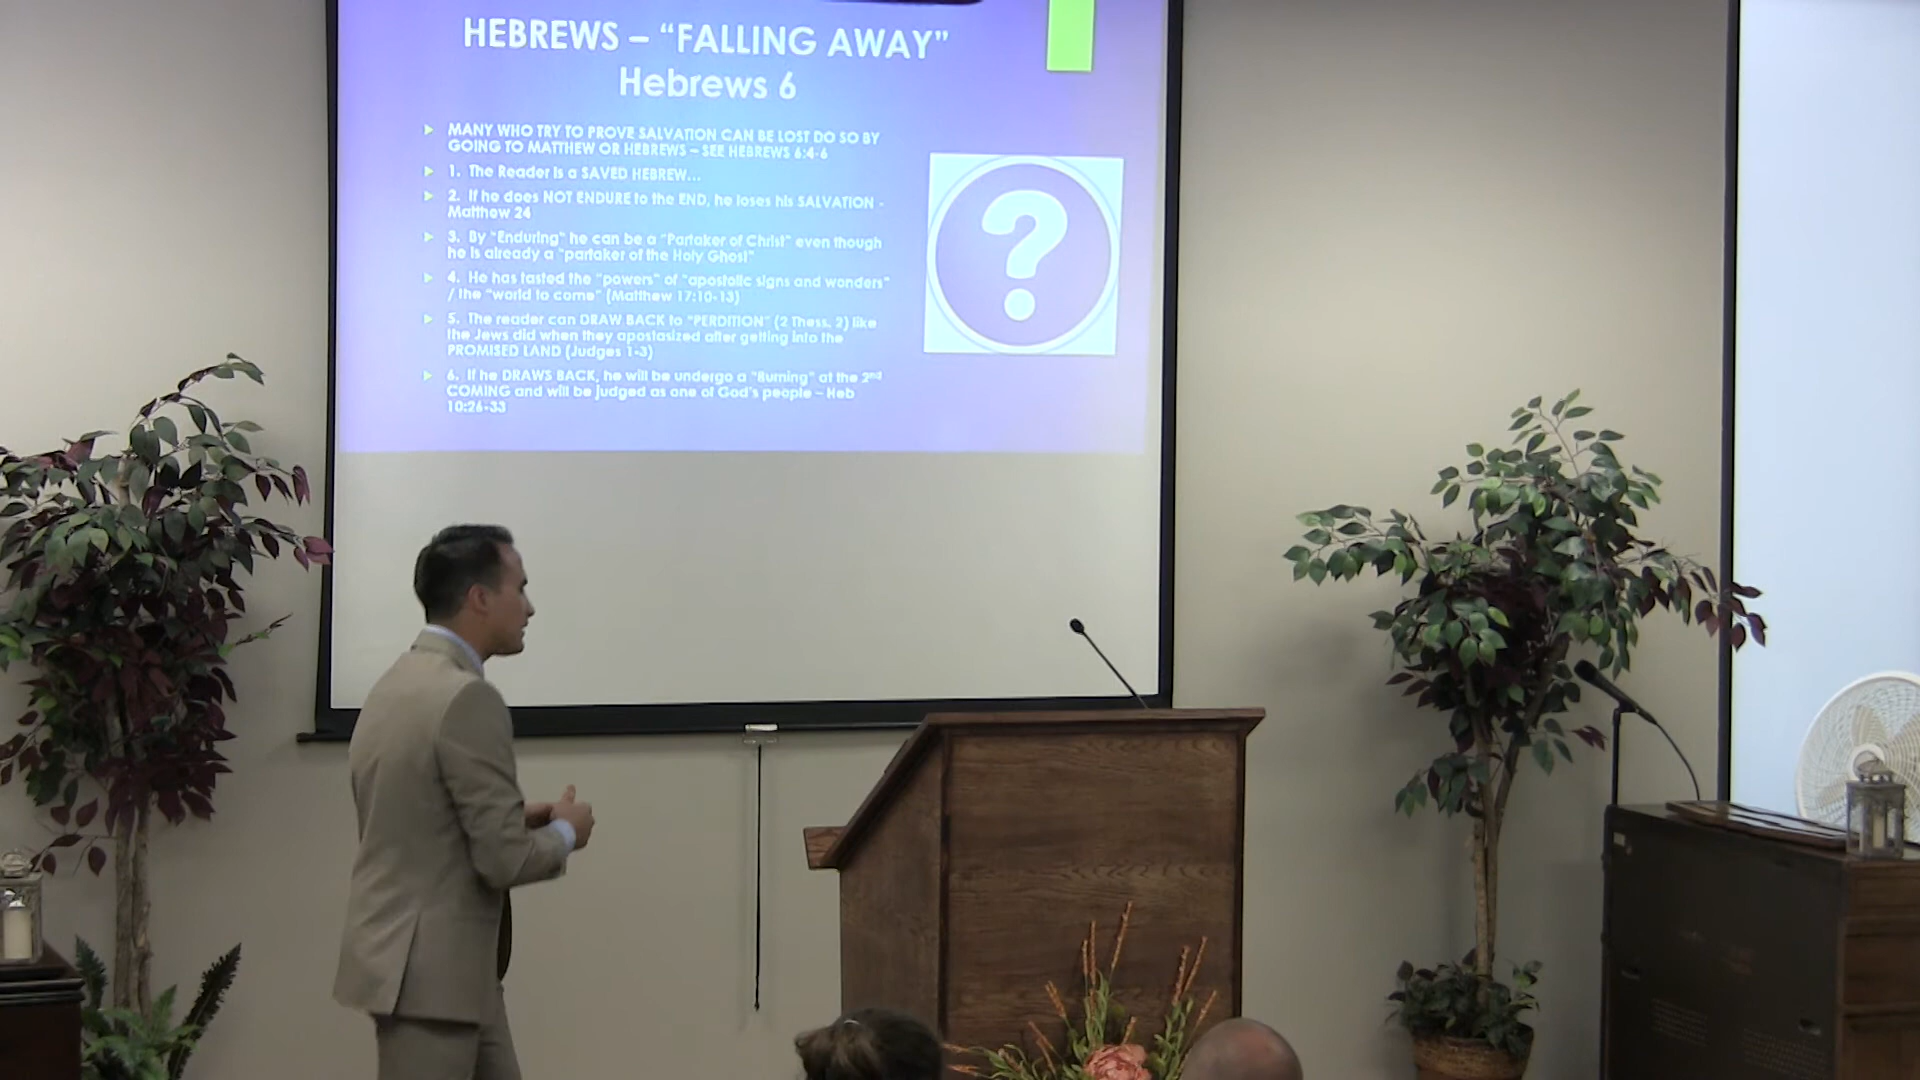 HEBREWS – “FALLING AWAY”
Hebrews 6
MANY WHO TRY TO PROVE SALVATION CAN BE LOST DO SO BY
GOING TO MATTHEW OR HEBREWS – SEE HEBREWS 6:4-6
1. The Reader is a SAVED HEBREW...
2. If he does NOT ENDURE to the END, he loses his SALVATION -
Matthew 24
3. By "Enduring" he can be a "Partaker of Christ" even though
he is already a "partaker of the Holy Ghost"
4. He has tasted the "powers" of "apostolic signs and wonders"
/ the "world to come" (Matthew 17:10-13)
5. The reader can DRAW BACK to "PERDITION" (2 Thess. 2) like
the Jews did when they apostasized after getting into the
PROMISED LAND (Judges 1-3)
6. If he DRAWS BACK, he will be undergo a "Burning" at the 2nd
COMING and will be judged as one of God's people – Heb
10:26-33
?